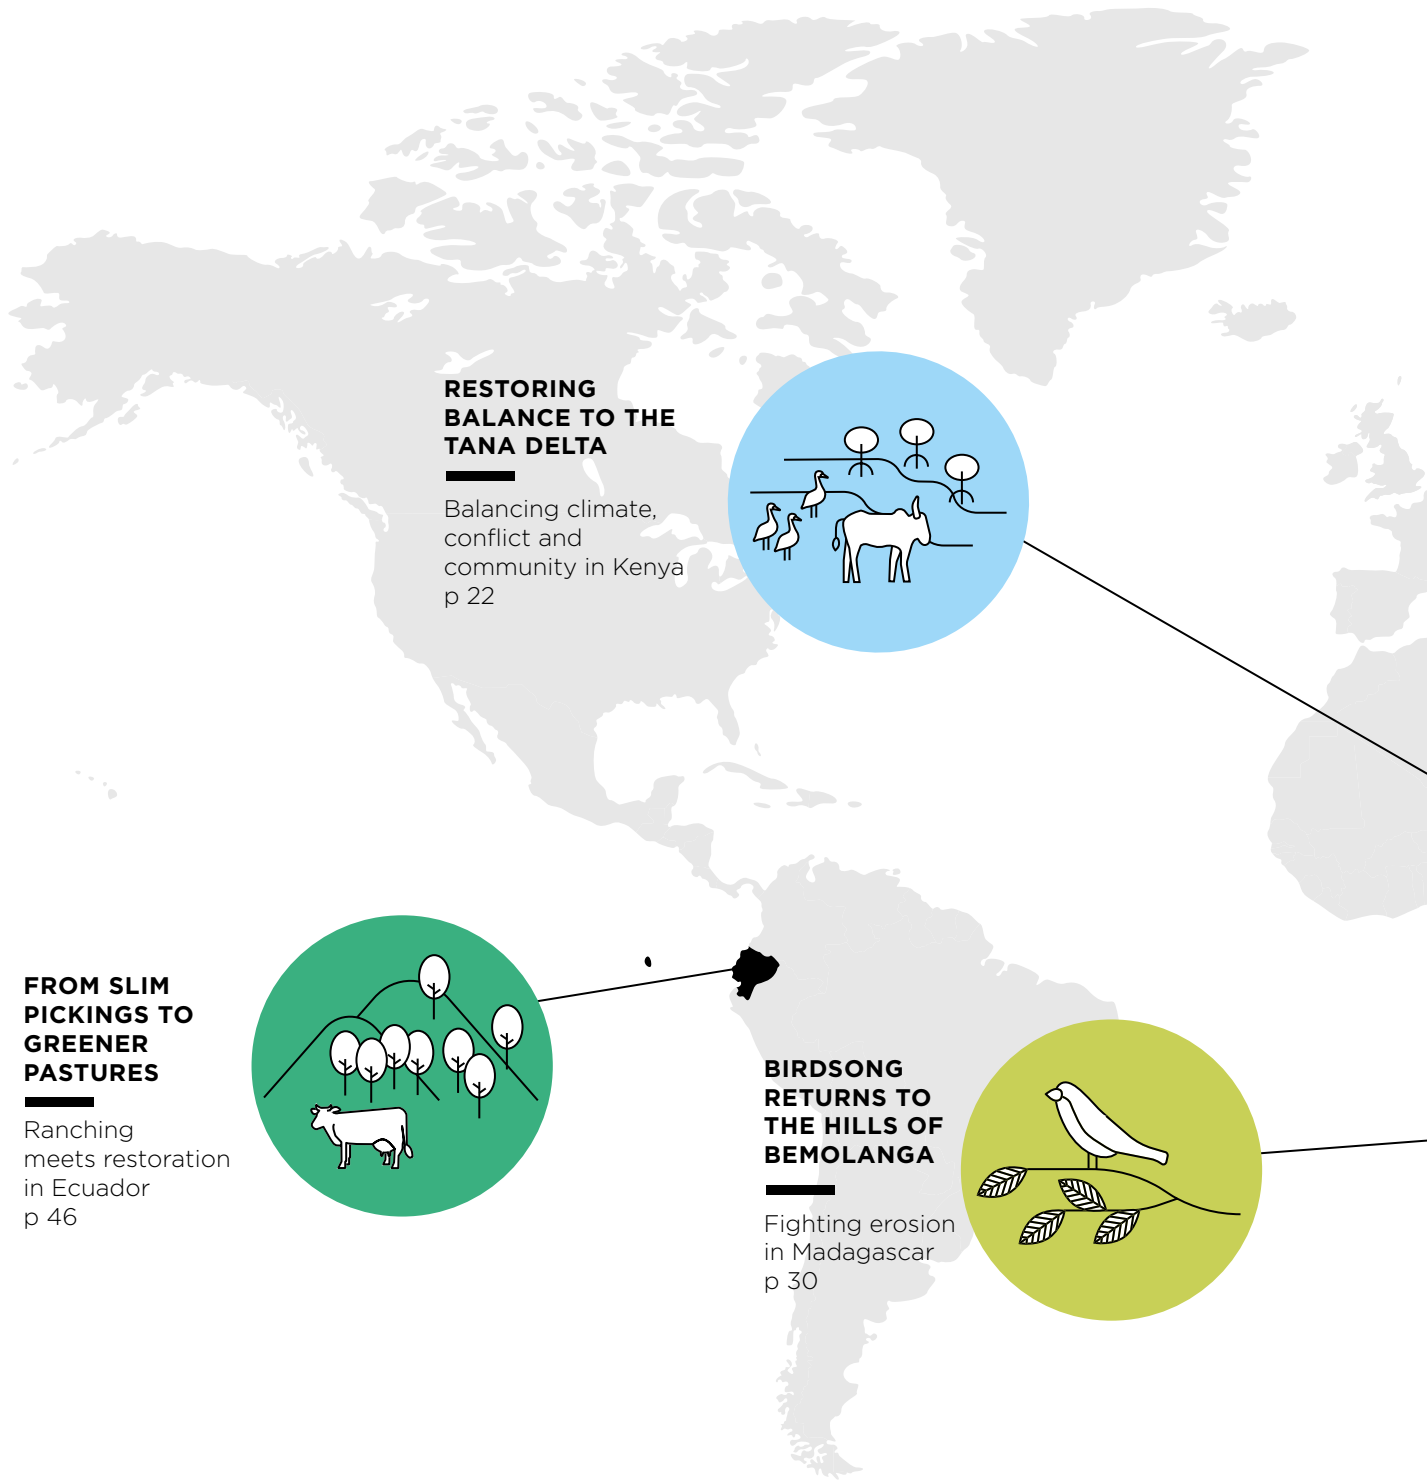 RESTORING
BALANCE TO THE
TANA DELTA
Balancing climate,
conflict and
community in Kenya
p 22
FROM SLIM
PICKINGS TO
GREENER
PASTURES
Ranching
meets restoration
in Ecuador
p 46
BIRDSONG
RETURNS TO
THE HILLS OF
BEMOLANGA
Fighting erosion
in Madagascar
p 30